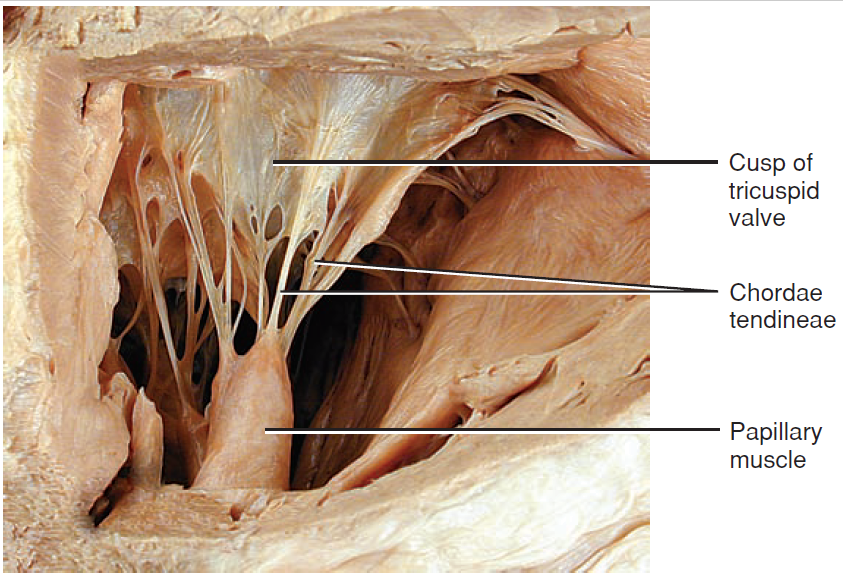 Cusp of
tricuspid
valve
Chordae
tendineae
Papillary
muscle